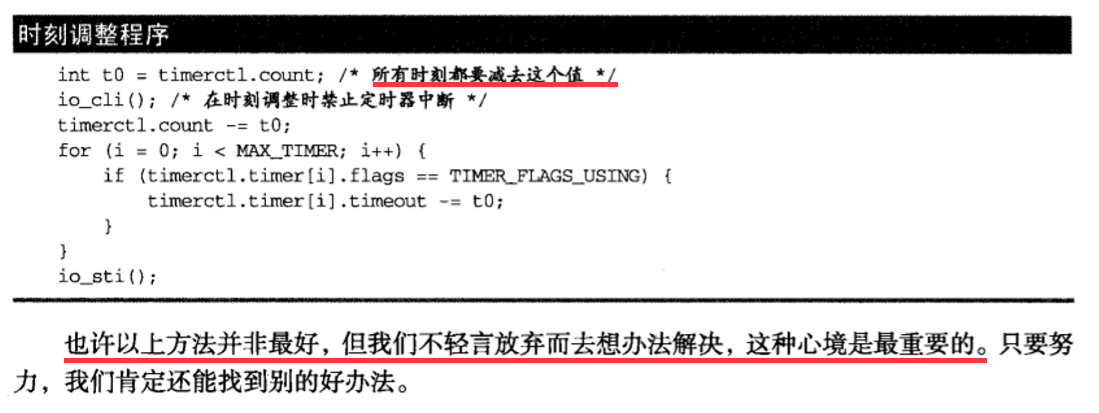 时刻调整程序
int t0 = timerctl.count; /* 所有时刻都要减去这个值 */
io_cli(); /* 在时刻调整时禁止定时器中断 */
timerctl.count -= t0;
for (i = 0; i < MAX_TIMER; i++) {
if (timerctl.timer[i].flags == TIMER_FLAGS_USING) {
timerctl.timer[i].timeout -= t0;
}
}
io_sti();
也许以上方法并非最好，但我们不轻言放弃而去想办法解决，这种心境是最重要的。只要努
力，我们肯定还能找到别的好办法。